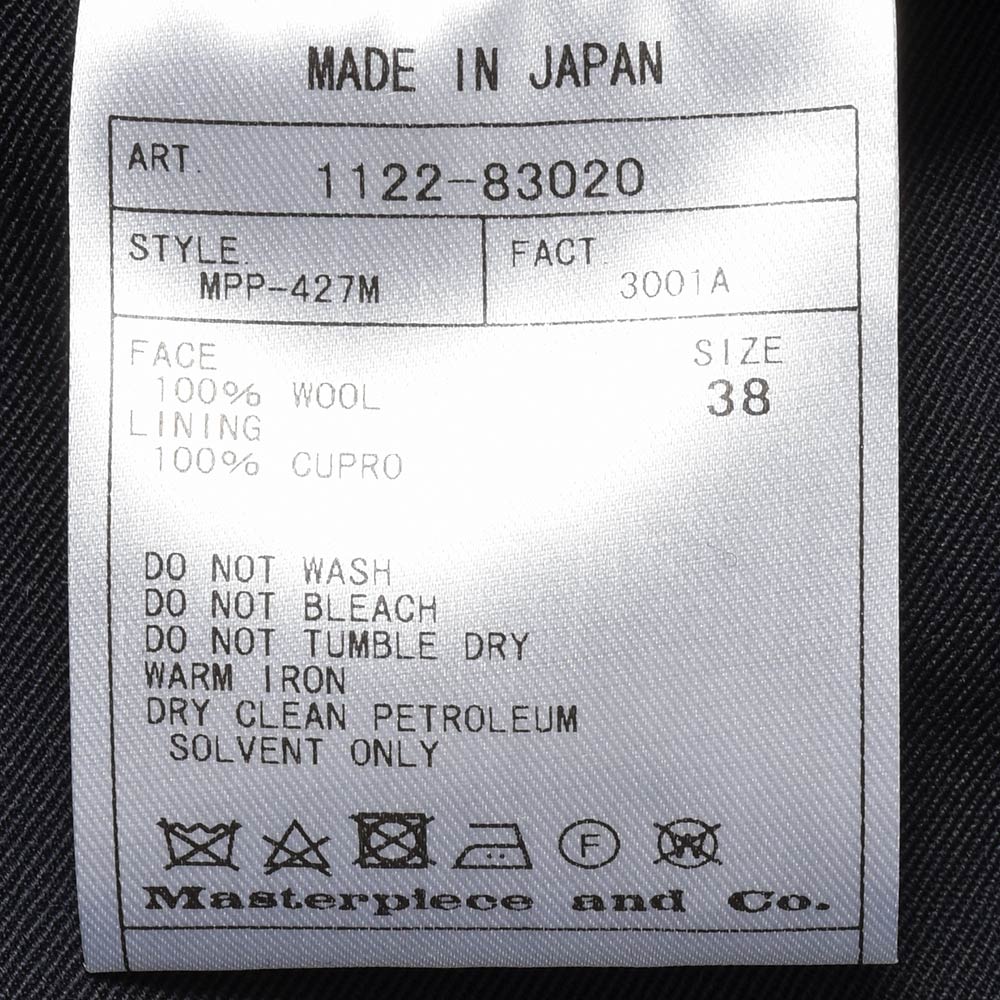 MADE IN JAPAN
ART. 1122-83020
STYLE. FACT.
MPP-427M 3001A
FACE SIZE
100% WOOL 38
LINING
100% CUPRO
DO NOT WASH
DO NOT BLEACH
DO NOT TUMBLE DRY
WARM IRON
DRY CLEAN PETROLEUM
SOLVENT ONLY
F W
Masterpiece and Co.